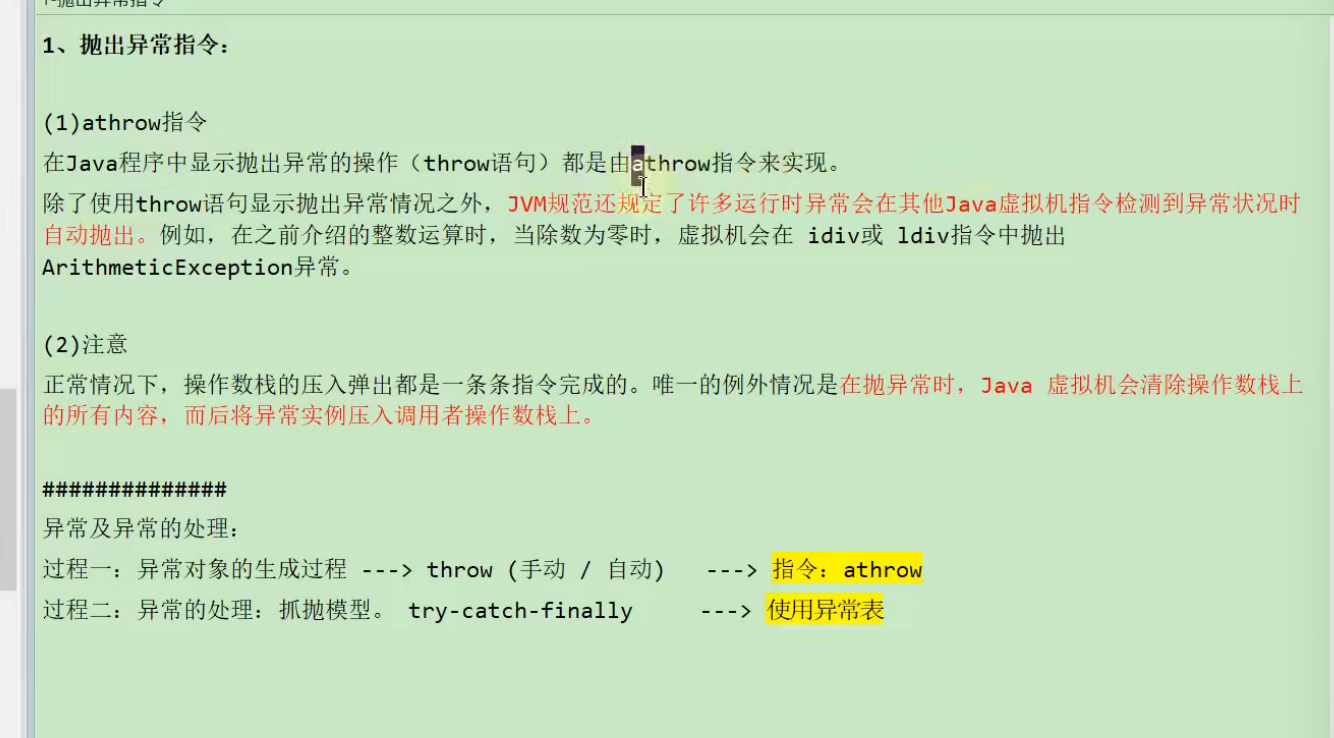 1、抛出异常指令：
(1)athrow指令
在Java程序中显示抛出异常的操作（throw语句）都是由athrow指令来实现。
除了使用throw语句显示抛出异常情况之外，JVM规范还规定了许多运行时异常会在其他Java虚拟机指令检测到异常状况时
自动抛出。例如，在之前介绍的整数运算时，当除数为零时，虚拟机会在 idiv或 ldiv指令中抛出
ArithmeticException异常。
(2)注意
正常情况下，操作数栈的压入弹出都是一条条指令完成的。唯一的例外情况是在抛异常时，Java 虚拟机会清除操作数栈上
的所有内容，而后将异常实例压入调用者操作数栈上。
##############
异常及异常的处理：
过程一：异常对象的生成过程 ---> throw (手动 / 自动) ---> 指令：athrow
过程二：异常的处理：抓抛模型。 try-catch-finally ---> 使用异常表